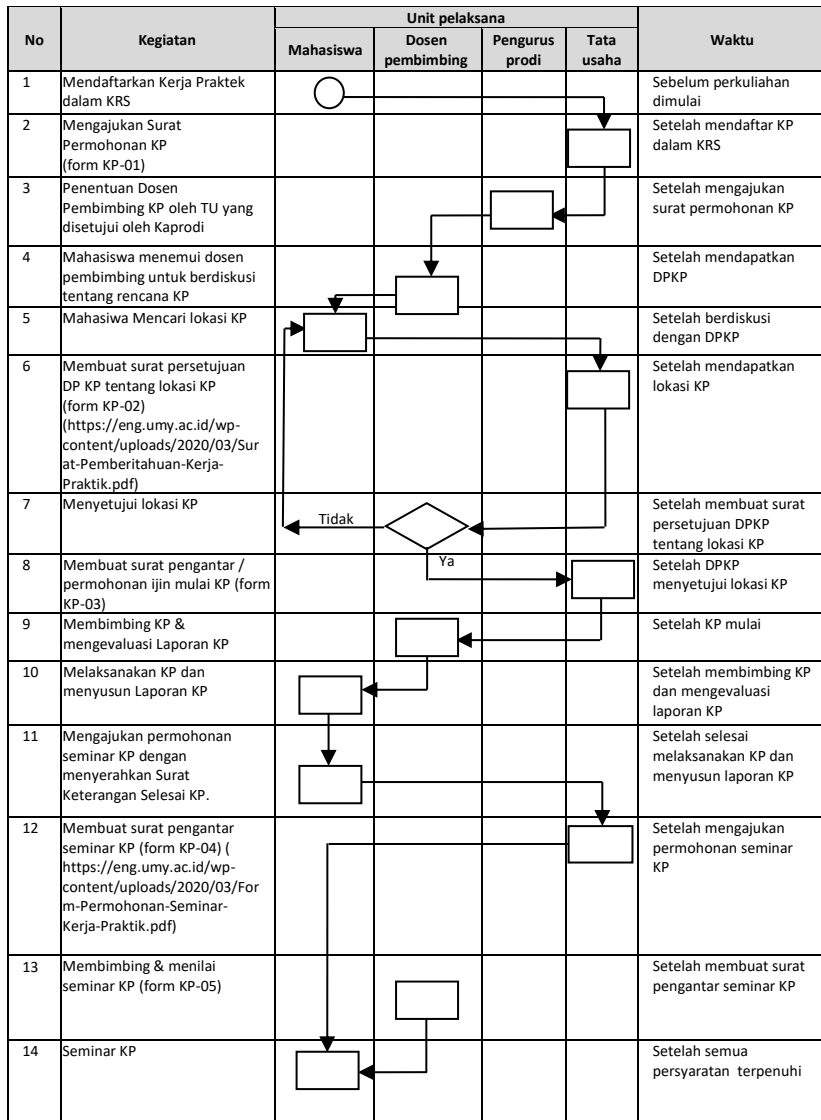 Unit pelaksana
No
Kegiatan
Mahasiswa
Dosen
pembimbing
Pengurus
prodi
Tata
usaha
Waktu
1
Mendaftarkan Kerja Praktek
dalam KRS
Sebelum perkuliahan
dimulai
2
Mengajukan Surat
Permohonan KP
(form KP-01)
Setelah mendaftar KP
dalam KRS
3
Penentuan Dosen
Pembimbing KP oleh TU yang
disetujui oleh Kaprodi
Setelah mengajukan
surat permohonan KP
4
Mahasiswa menemui dosen
pembimbing untuk berdiskusi
tentang rencana KP
Setelah mendapatkan
DPKP
5
Mahasiwa Mencari lokasi KP
Setelah berdiskusi
dengan DPKP
6
Membuat surat persetujuan
DP KP tentang lokasi KP
(form KP-02)
(https://eng.umy.ac.id/wp-
content/uploads/2020/03/Sur
at-Pemberitahuan-Kerja-
Praktik.pdf)
Setelah mendapatkan
lokasi KP
7
Menyetujui lokasi KP
Tidak
Setelah membuat surat
persetujuan DPKP
tentang lokasi KP
Ya
8
Membuat surat pengantar /
permohonan ijin mulai KP (form
KP-03)
Setelah DPKP
menyetujui lokasi KP
9
Membimbing KP &
mengevaluasi Laporan KP
Setelah KP mulai
10
Melaksanakan KP dan
menyusun Laporan KP
Setelah membimbing KP
dan mengevaluasi
laporan KP
11
Mengajukan permohonan
seminar KP dengan
menyerahkan Surat
Keterangan Selesai KP.
Setelah selesai
melaksanakan KP dan
menyusun laporan KP
12
Membuat surat pengantar
seminar KP (form KP-04) (
https://eng.umy.ac.id/wp-
content/uploads/2020/03/For
m-Permohonan-Seminar-
Kerja-Praktik.pdf)
Setelah mengajukan
permohonan seminar
KP
13
Membimbing & menilai
seminar KP (form KP-05)
Setelah membuat surat
pengantar seminar KP
14
Seminar KP
Setelah semua
persyaratan terpenuhi